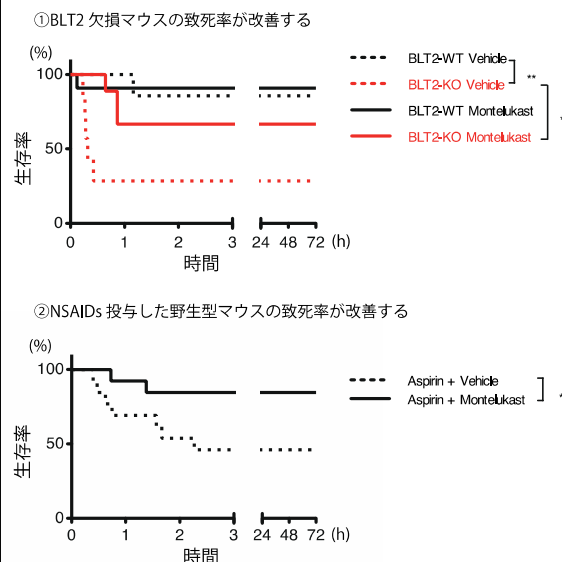 ①BLT2 欠損マウスの致死率が改善する
(%)
100
50
0
生存率
0 1 2 3 24 48 72 (h)
時間
BLT2-WT Vehicle
BLT2-KO Vehicle
BLT2-WT Montelukast
BLT2-KO Montelukast
**
*
②NSAIDs 投与した野生型マウスの致死率が改善する
(%)
100
50
0
生存率
0 1 2 3 24 48 72 (h)
時間
Aspirin + Vehicle
Aspirin + Montelukast
*